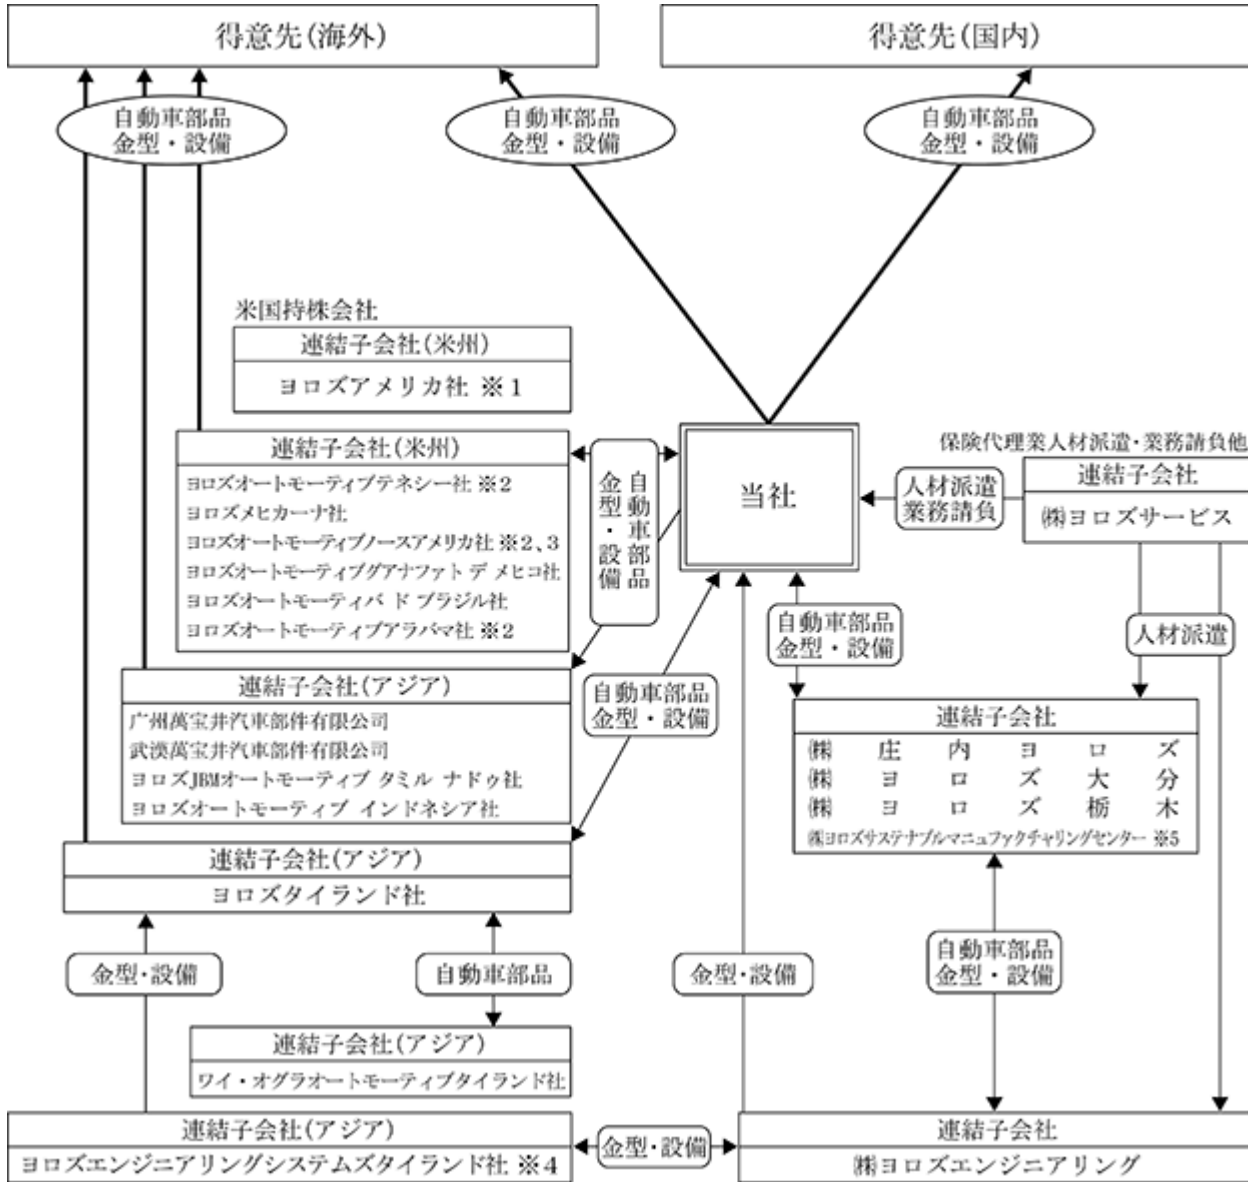 得意先(海外)
得意先(国内)
自動車部品
金型・設備
自動車部品
金型・設備
自動車部品
金型・設備
米国持株会社
連結子会社(米州)
ヨロズアメリカ社 ※1
連結子会社(米州)
ヨロズオートモーティブテネシー社 ※2
ヨロズメヒカーナ社
ヨロズオートモーティブノースアメリカ社 ※2、3
ヨロズオートモーティブグアナファト デ メヒコ社
ヨロズオートモーティバ ド ブラジル社
ヨロズオートモーティブアラバマ社 ※2
自動車部品
金型・設備
当社
保険代理業人材派遣・業務請負他
連結子会社
㈱ヨロズサービス
人材派遣
業務請負
人材派遣
自動車部品
金型・設備
自動車部品
金型・設備
連結子会社(アジア)
广州萬宝井汽車部件有限公司
武漢萬宝井汽車部件有限公司
ヨロズJBMオートモーティブ タミル ナドゥ社
ヨロズオートモーティブ インドネシア社
連結子会社
㈱庄内ヨロズ
㈱ヨロズ大分
㈱ヨロズ栃木
㈱ヨロズサステナブルマニュファクチャリングセンター ※5
連結子会社(アジア)
ヨロズタイランド社
金型・設備
自動車部品
金型・設備
自動車部品
金型・設備
連結子会社(アジア)
ワイ・オグラオートモーティブタイランド社
連結子会社(アジア)
ヨロズエンジニアリングシステムズタイランド社 ※4
金型・設備
連結子会社
㈱ヨロズエンジニアリング